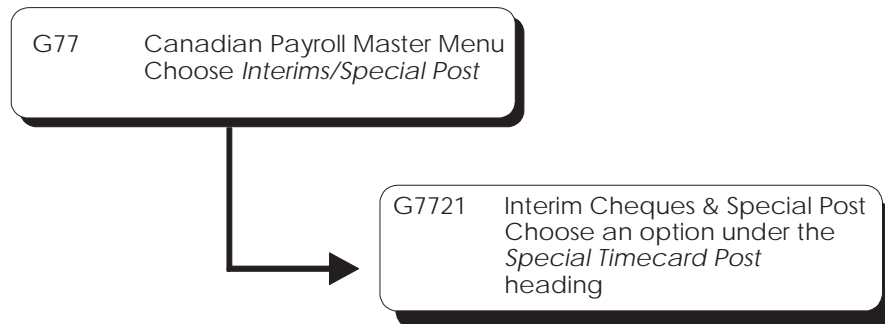 G77 Canadian Payroll Master Menu
Choose Interims/Special Post
G7721 Interim Cheques & Special Post
Choose an option under the
Special Timecard Post
heading